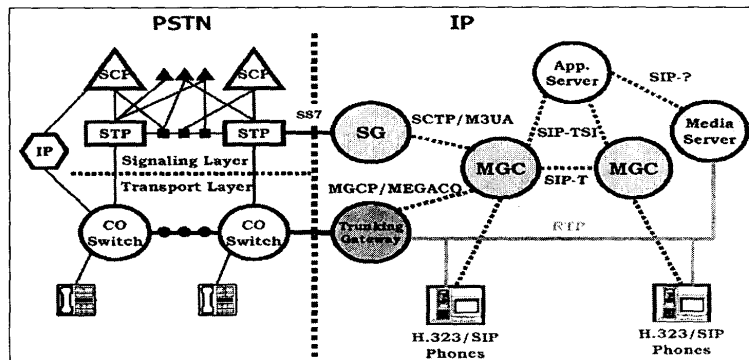 PSTN
IP
SCP
SCP
App.
Server
SIP-?
SS7
SCTP/M3UA
STP
STP
SG
Media
Server
IP
SIP-TSI
Signaling Layer
MGC
MGC
Transport Layer
SIP-T
MGCP/MEGACO
CO
Switch
CO
Switch
Trunking
Gateway
RTP
H.323/SIP
Phones
H.323/SIP
Phones